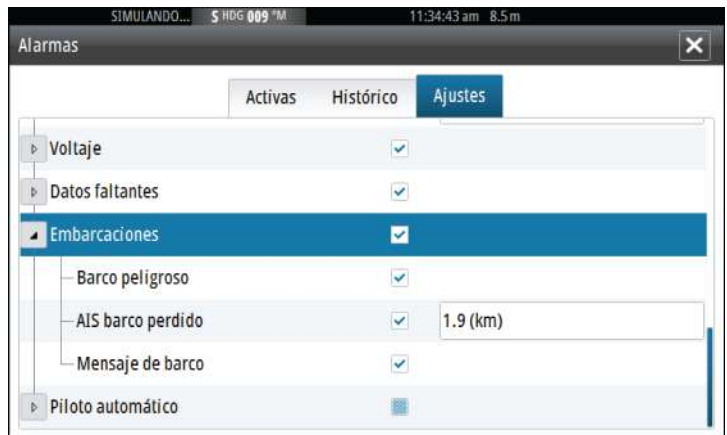 SIMULANDO... S HDG 009 °M 11:34:43 am 8.5 m
Alarmas
Activas Histórico Ajustes
Voltaje
Datos faltantes
Embarcaciones
Barco peligroso
AIS barco perdido 1.9 (km)
Mensaje de barco
Piloto automático